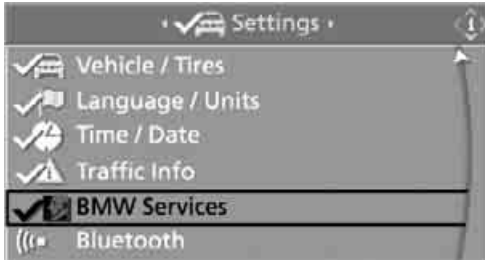 Settings
Vehicle / Tires
Language / Units
Time / Date
Traffic Info
BMW Services
Bluetooth